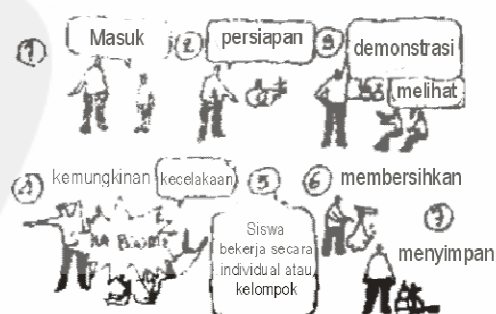 1
Masuk
2
persiapan
3
demonstrasi
melihat
4
kemungkinan
kecelakaan
5
Siswa
bekerja secara
individual atau
kelompok
6
membersihkan
7
menyimpan